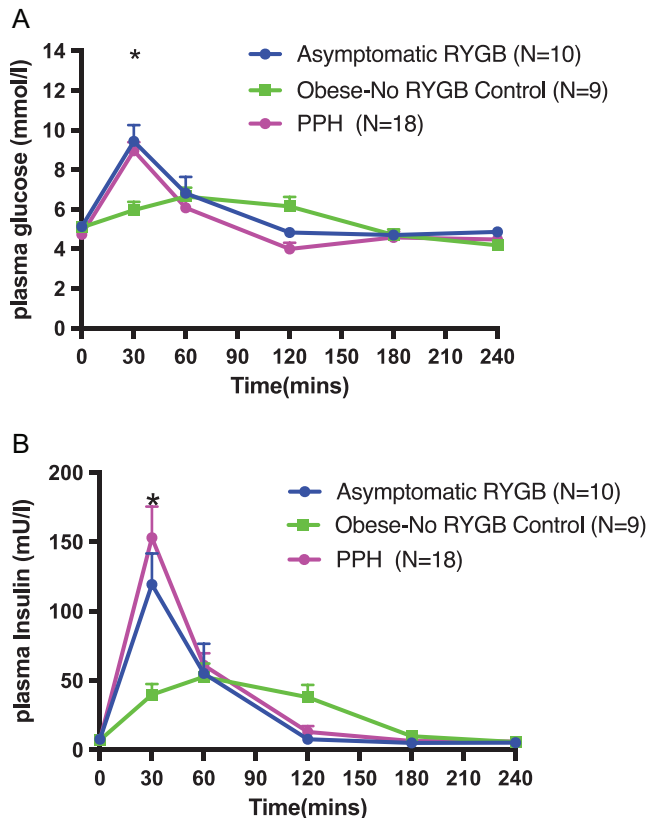 A
*
Asymptomatic RYGB (N=10)
Obese-No RYGB Control (N=9)
PPH (N=18)
plasma glucose (mmol/l)
14
12
10
8
6
4
2
0
0 30 60 90 120 150 180 210 240
Time(mins)
B
*
Asymptomatic RYGB (N=10)
Obese-No RYGB Control (N=9)
PPH (N=18)
plasma Insulin (mU/l)
200
150
100
50
0
0 30 60 90 120 150 180 210 240
Time(mins)